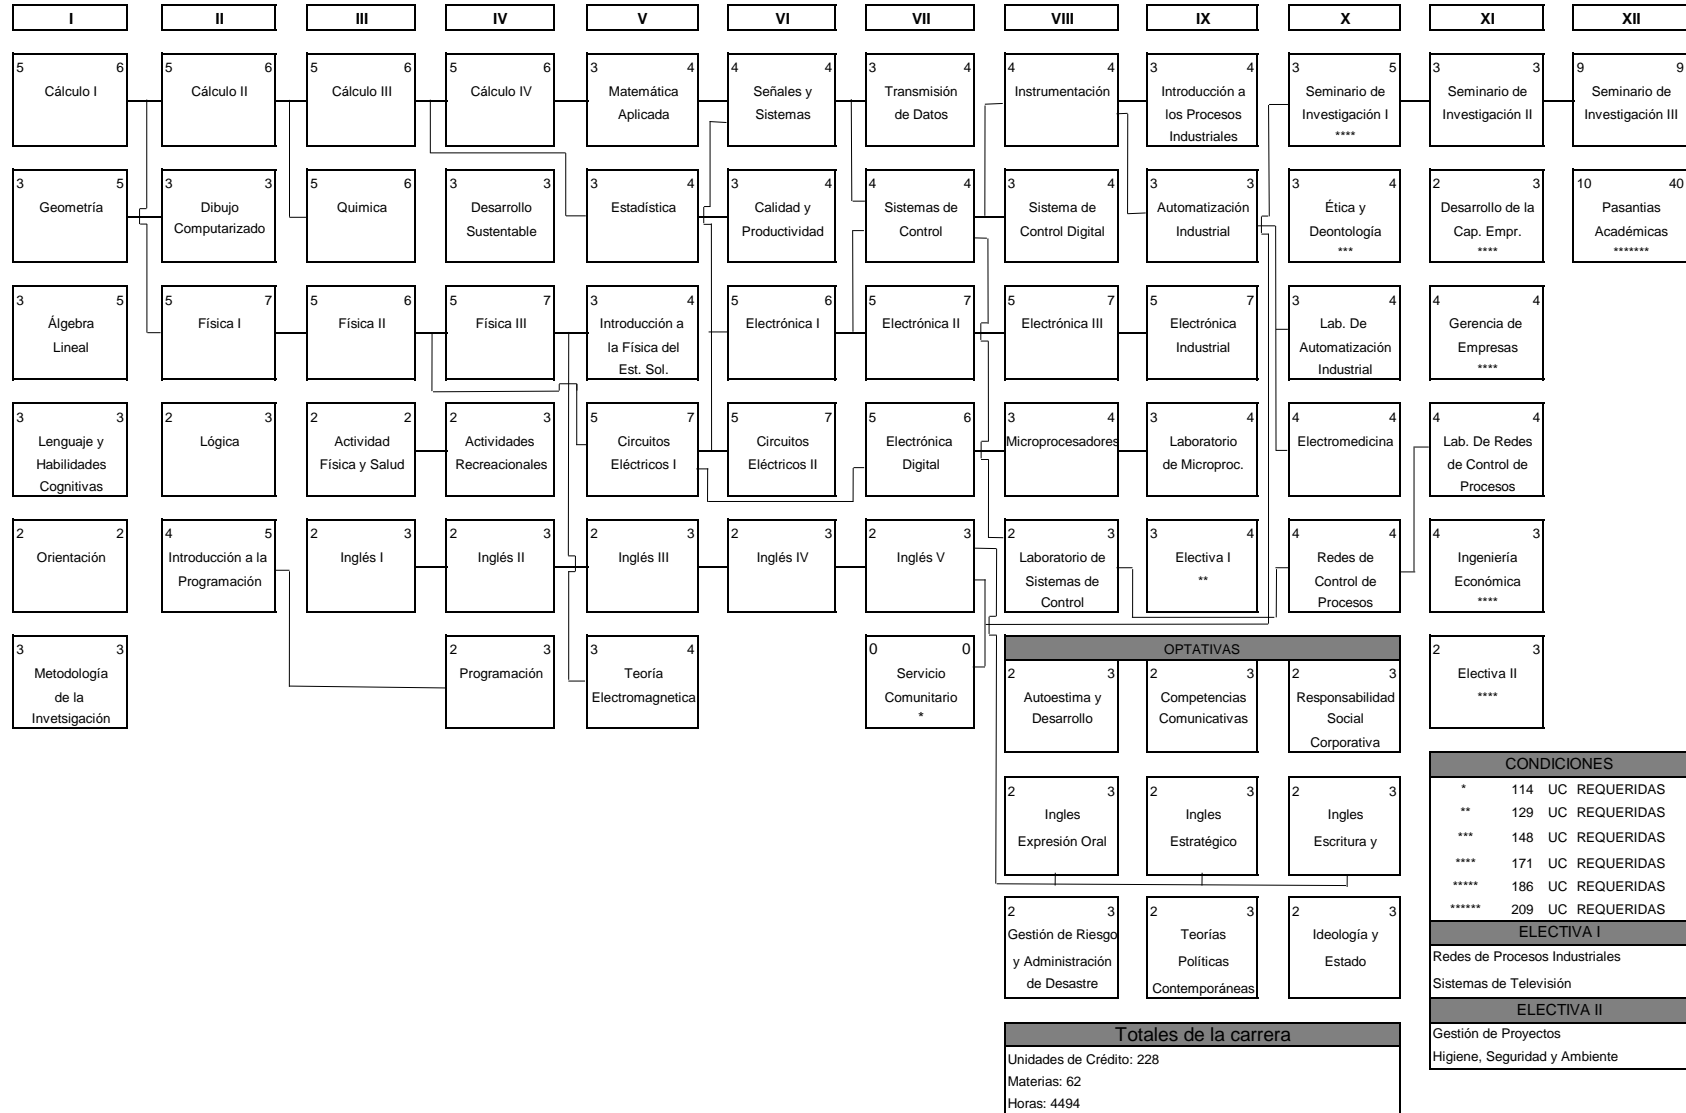 I II III IV V VI VII VIII IX X XI XII
5 6 5 6 5 6 5 6 3 4 4 4 3 4 4 4 3 4 3 5 3 3 9 9
Cálculo I Cálculo II Cálculo III Cálculo IV Matemática Señales y Transmisión Instrumentación Introducción a Seminario de Seminario de Seminario de
Aplicada Sistemas de Datos los Procesos Investigación I Investigación II Investigación III
Industriales ****
3 5 3 3 5 6 3 3 3 4 3 4 4 4 3 4 3 3 3 4 2 3 10 40
Geometría Dibujo Quimica Desarrollo Estadística Calidad y Sistemas de Sistema de Automatización Ética y Desarrollo de la Pasantias
Computarizado Sustentable Productividad Control Control Digital Industrial Deontología Cap. Empr. Académicas
*** **** *******
3 5 5 7 5 6 5 7 3 4 5 6 5 7 5 7 5 7 3 4 4 4
Álgebra Física I Física II Física III Introducción a Electrónica I Electrónica II Electrónica III Electrónica Lab. De Gerencia de
Lineal la Física del Industrial Automatización Empresas
Est. Sol. Industrial ****
3 3 2 3 2 2 2 3 5 7 5 7 5 6 3 4 3 4 4 4 4 4
Lenguaje y Lógica Actividad Actividades Circuitos Circuitos Electrónica Microprocesadores Laboratorio Electromedicina Lab. De Redes
Habilidades Física y Salud Recreacionales Eléctricos I Eléctricos II Digital de Microproc. de Control de
Cognitivas Procesos
2 2 4 5 2 3 2 3 2 3 2 3 2 3 2 3 3 4 4 4 4 3
Orientación Introducción a la Inglés I Inglés II Inglés III Inglés IV Inglés V Laboratorio de Electiva I Redes de Ingeniería
Programación Sistemas de ** Control de Económica
Control Procesos ****
3 3 2 3 3 4 0 0 OPTATIVAS 2 3
Metodología Programación Teoría Servicio 2 3 2 3 2 3 Electiva II
de la Electromagnetica Comunitario Autoestima y Competencias Responsabilidad ****
Invetsigación * Desarrollo Comunicativas Social
Corporativa
CONDICIONES
* 114 UC REQUERIDAS
** 129 UC REQUERIDAS
*** 148 UC REQUERIDAS
**** 171 UC REQUERIDAS
***** 186 UC REQUERIDAS
****** 209 UC REQUERIDAS
2 3 2 3 2 3
Ingles Ingles Ingles
Expresión Oral Estratégico Escritura y
2 3 2 3 2 3
Gestión de Riesgo Teorías Ideología y
y Administración Políticas Estado
de Desastre Contemporáneas
ELECTIVA I
Redes de Procesos Industriales
Sistemas de Televisión
ELECTIVA II
Gestión de Proyectos
Higiene, Seguridad y Ambiente
Totales de la carrera
Unidades de Crédito: 228
Materias: 62
Horas: 4494